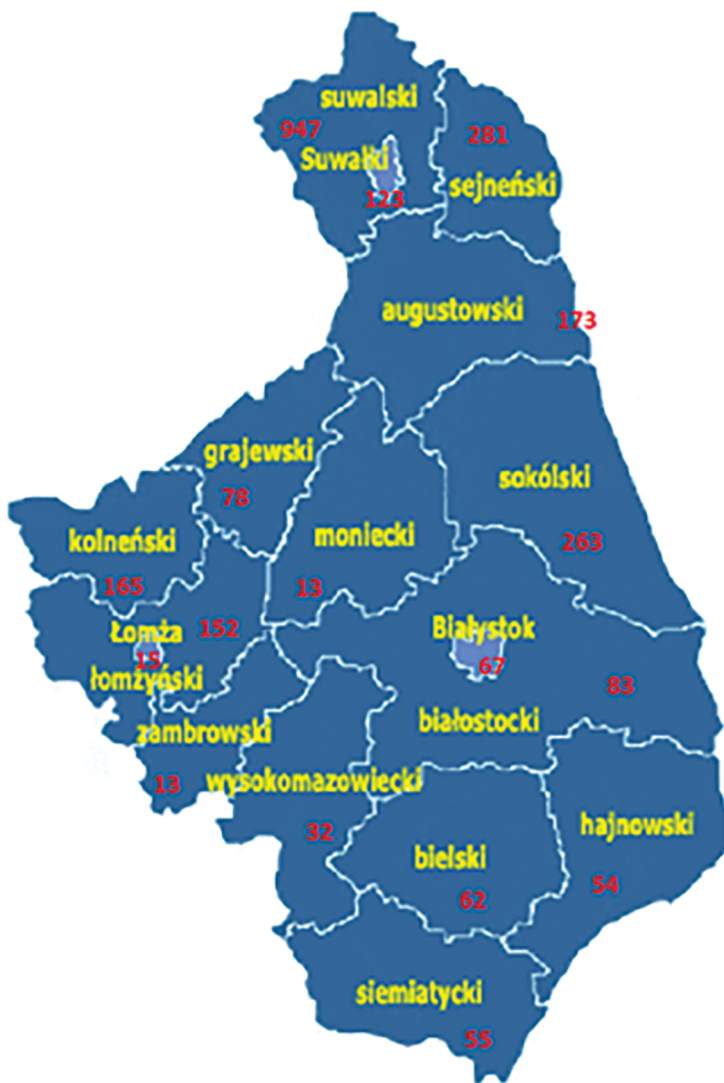 suwalski
947
281
Suwałki
sejneński
123
augustowski
173
grajewski
sokólski
78
kolneński
moniecki
263
165
13
152
Łomża
Białystok
15
67
łomżyński
83
białostocki
zambrowski
13
wysokomazowiecki
hajnowski
32
bielski
54
62
siemiatycki
55